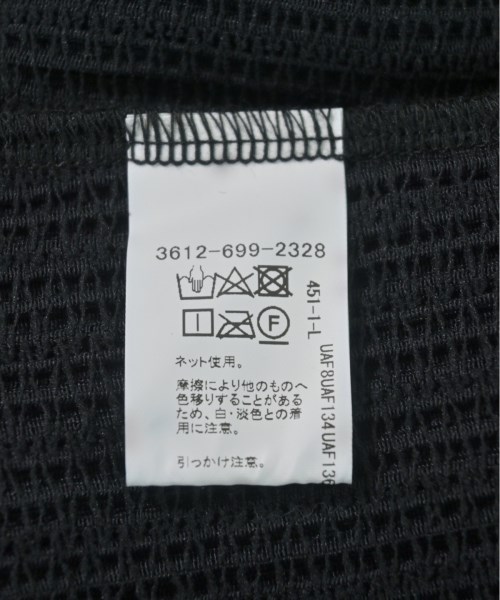 3612-699-2328
F
ネット使用。
摩擦により他のものへ
色移りすることがある
ため、白・淡色との着
用に注意。
引っかけ注意。
451-1-L
UAF8UAF134UAF136